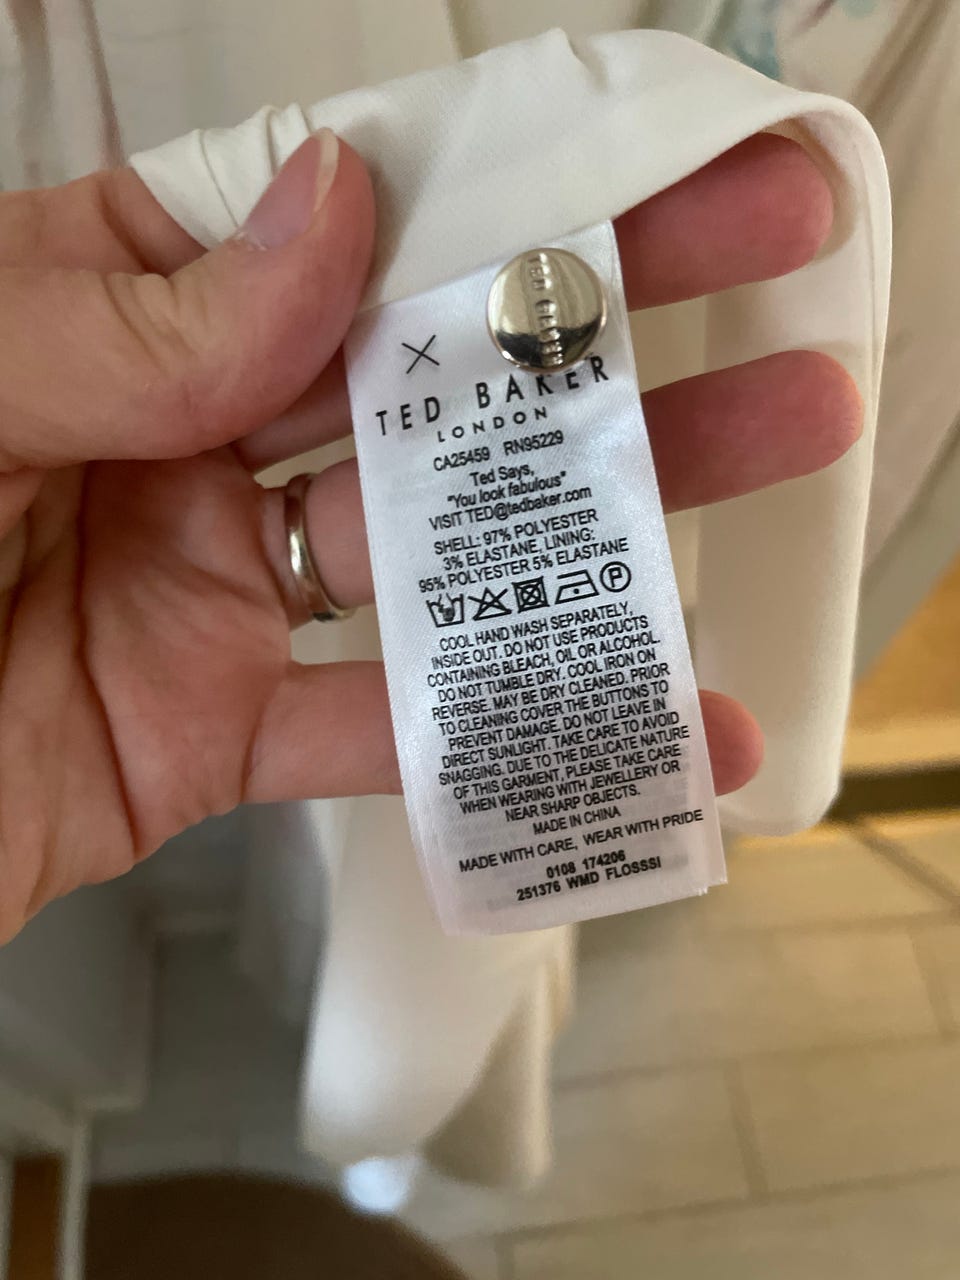 TED BAKER
TED BAKER
LONDON
CA25459 RN95229
Ted Says,
"You look fabulous"
VISIT TED@tedbaker.com
SHELL: 97% POLYESTER
3% ELASTANE, LINING:
95% POLYESTER 5% ELASTANE
P
COOL HAND WASH SEPARATELY,
INSIDE OUT. DO NOT USE PRODUCTS
CONTAINING BLEACH, OIL OR ALCOHOL.
DO NOT TUMBLE DRY. COOL IRON ON
REVERSE. MAY BE DRY CLEANED. PRIOR
TO CLEANING COVER THE BUTTONS TO
PREVENT DAMAGE. DO NOT LEAVE IN
DIRECT SUNLIGHT. TAKE CARE TO AVOID
SNAGGING. DUE TO THE DELICATE NATURE
OF THIS GARMENT, PLEASE TAKE CARE
WHEN WEARING WITH JEWELLERY OR
NEAR SHARP OBJECTS.
MADE IN CHINA
MADE WITH CARE, WEAR WITH PRIDE
0108 174206
251376 WMD FLOSSSI